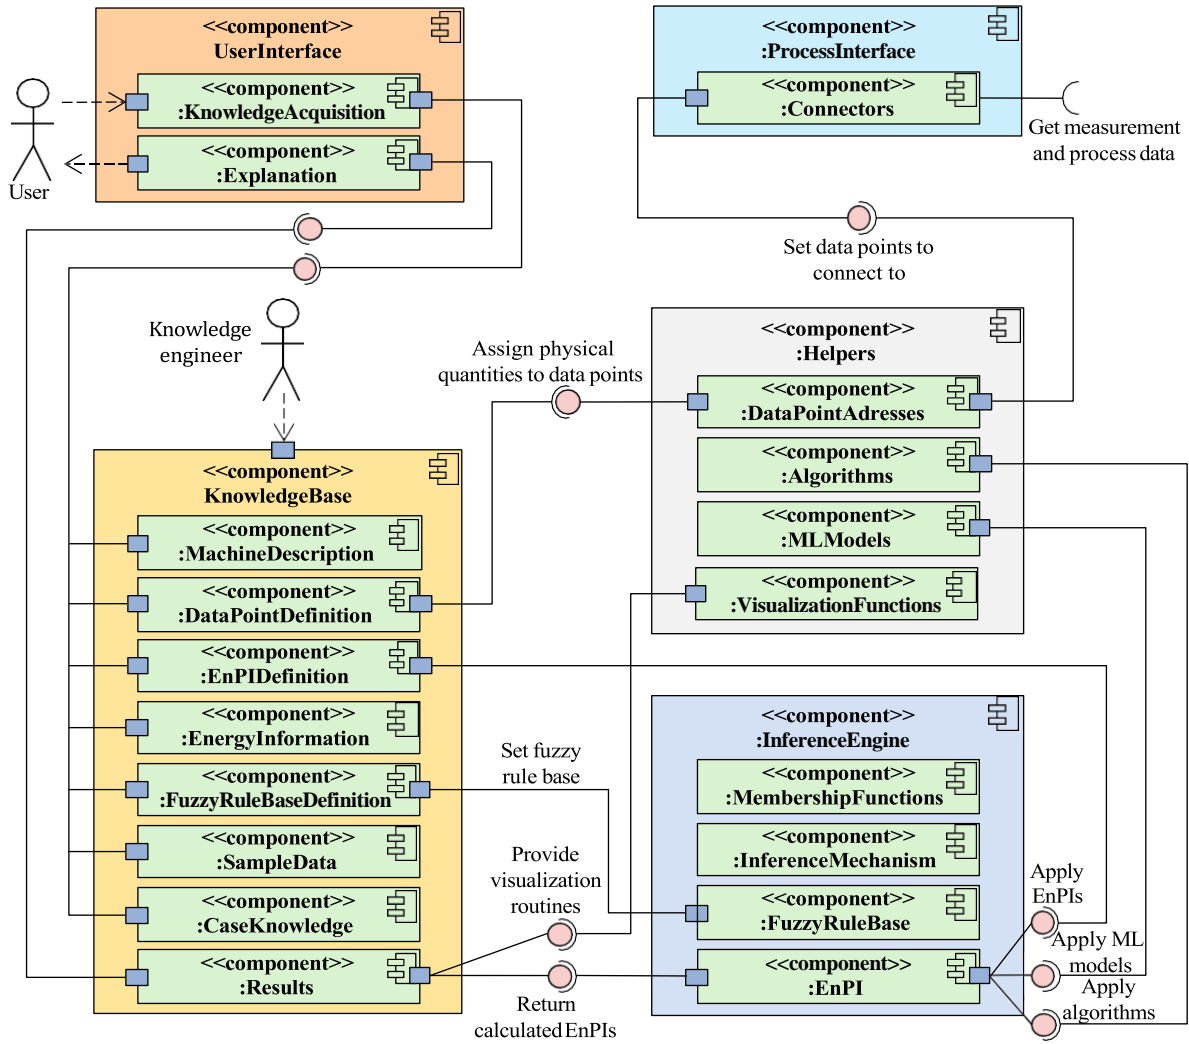 <<component>>
UserInterface
<<component>>
:KnowledgeAcquisition
<<component>>
:Explanation
User
<<component>>
:ProcessInterface
<<component>>
:Connectors
Get measurement
and process data
Set data points to
connect to
Knowledge
engineer
Assign physical
quantities to data points
<<component>>
:Helpers
<<component>>
:DataPointAdresses
<<component>>
:Algorithms
<<component>>
:MLModels
<<component>>
:VisualizationFunctions
<<component>>
KnowledgeBase
<<component>>
:MachineDescription
<<component>>
:DataPointDefinition
<<component>>
:EnPIDefinition
<<component>>
:EnergyInformation
<<component>>
:FuzzyRuleBaseDefinition
<<component>>
:SampleData
<<component>>
:CaseKnowledge
<<component>>
:Results
Set fuzzy
rule base
Provide
visualization
routines
Return
calculated EnPIs
<<component>>
:InferenceEngine
<<component>>
:MembershipFunctions
<<component>>
:InferenceMechanism
<<component>>
:FuzzyRuleBase
<<component>>
:EnPI
Apply
EnPIs
Apply ML
models
Apply
algorithms